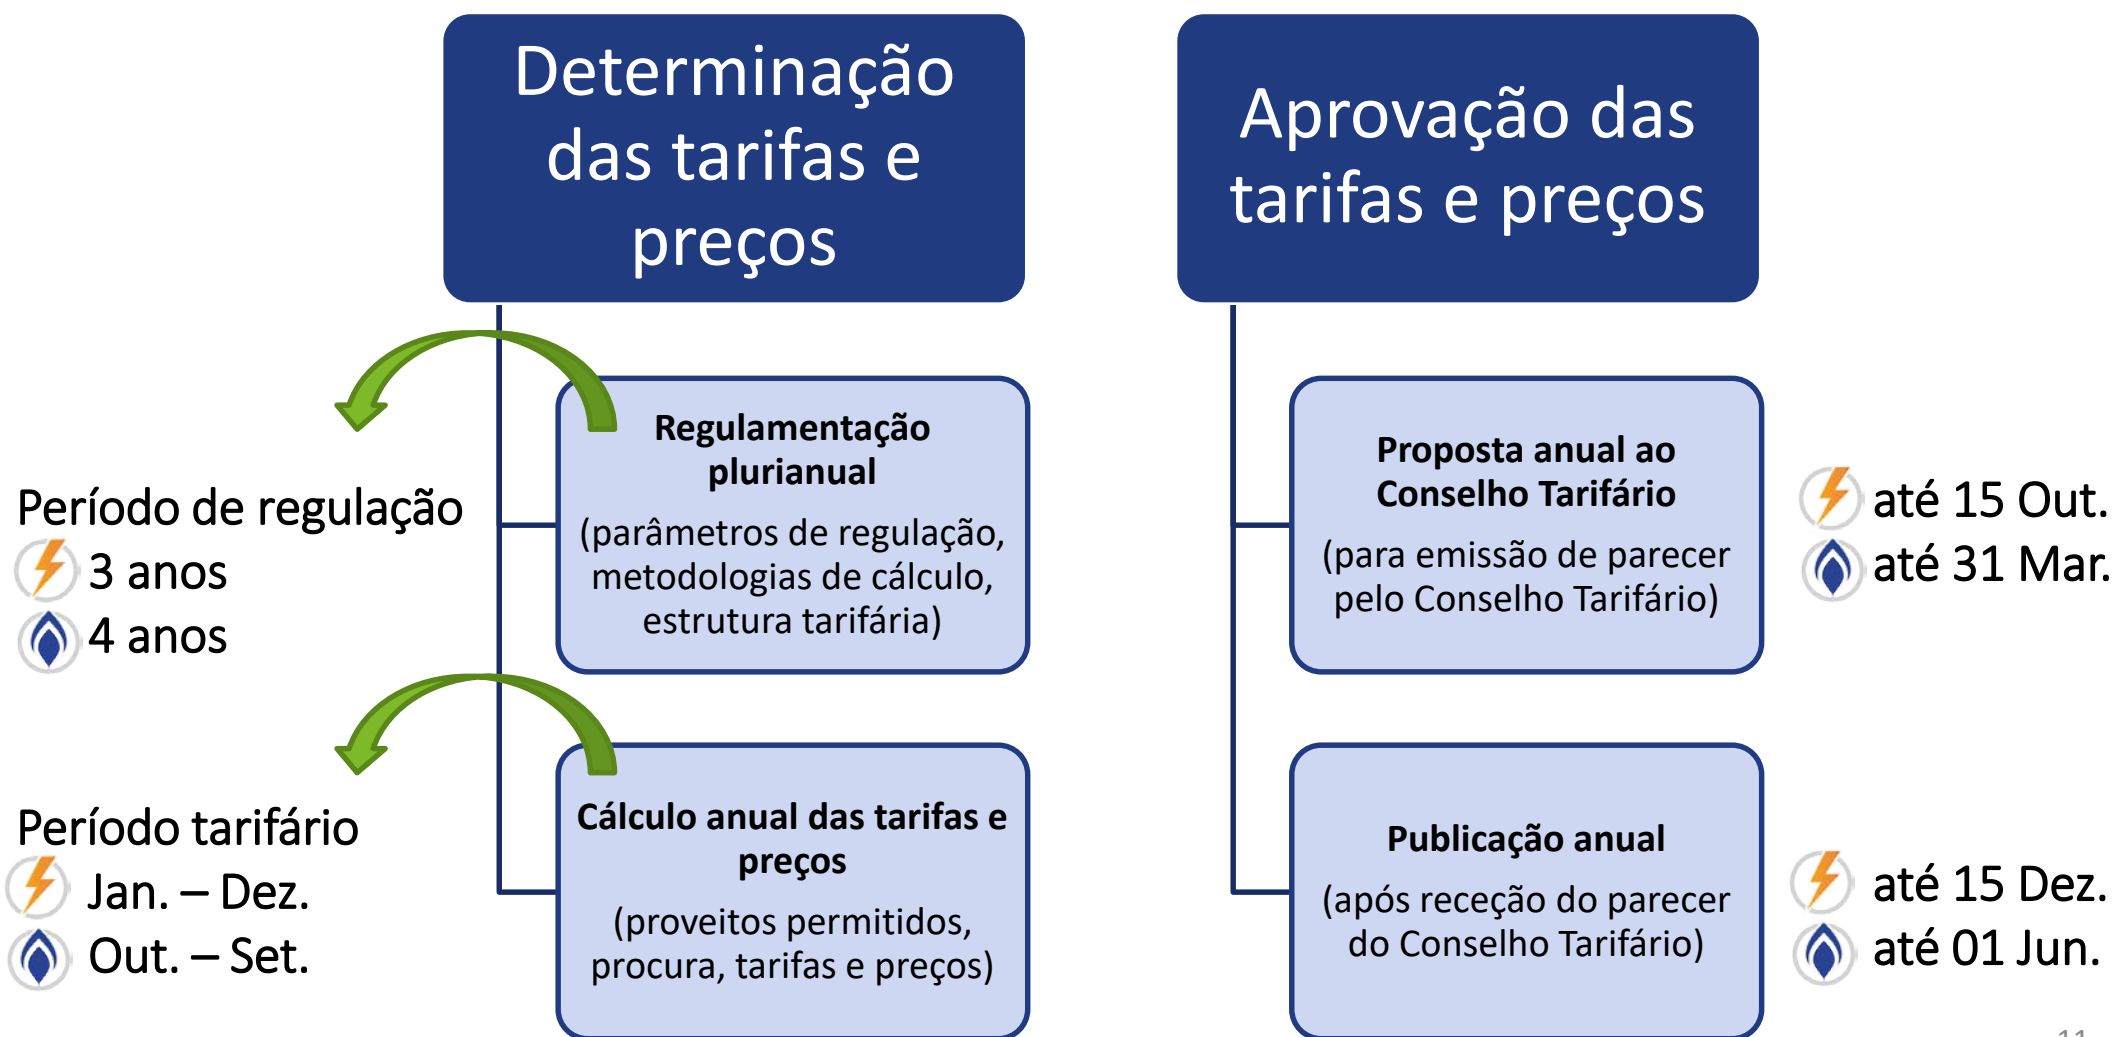 Determinação
das tarifas e
preços
Regulamentação
plurianual
(parâmetros de regulação,
metodologias de cálculo,
estrutura tarifária)
Período de regulação
3 anos
4 anos
Cálculo anual das tarifas e
preços
(proveitos permitidos,
procura, tarifas e preços)
Período tarifário
Jan. – Dez.
Out. – Set.
Aprovação das
tarifas e preços
Proposta anual ao
Conselho Tarifário
(para emissão de parecer
pelo Conselho Tarifário)
até 15 Out.
até 31 Mar.
Publicação anual
(após receção do parecer
do Conselho Tarifário)
até 15 Dez.
até 01 Jun.